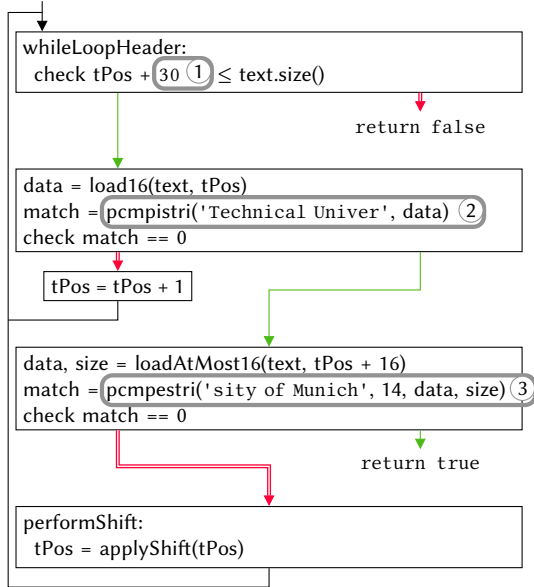 whileLoopHeader:
check tPos + 30 1 ≤ text.size()
return false
data = load16(text, tPos)
match = pcmpistri('Technical Univer', data) 2
check match == 0
tPos = tPos + 1
data, size = loadAtMost16(text, tPos + 16)
match = pcmpestri('sity of Munich', 14, data, size) 3
check match == 0
return true
performShift:
tPos = applyShift(tPos)